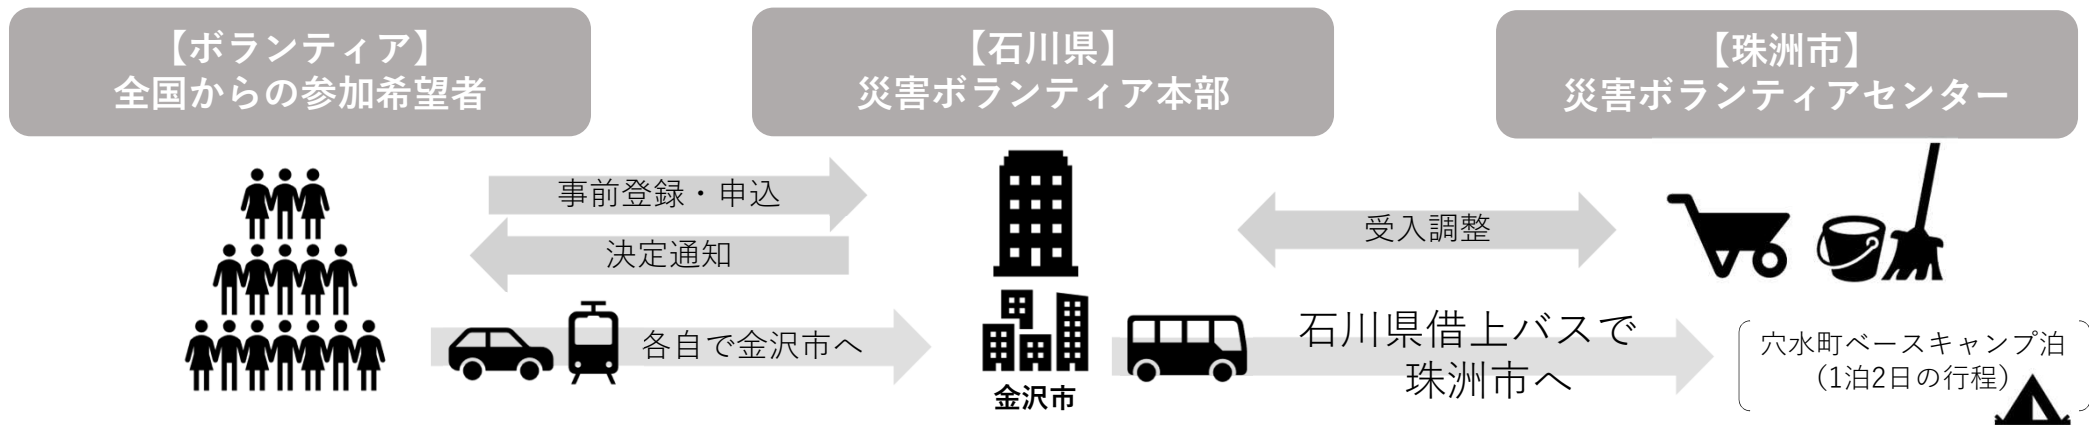 【ボランティア】
全国からの参加希望者
【石川県】
災害ボランティア本部
【珠洲市】
災害ボランティアセンター
事前登録・申込
決定通知
受入調整
各自で金沢市へ
金沢市
石川県借上バスで
珠洲市へ
穴水町ベースキャンプ泊
(1泊2日の行程)